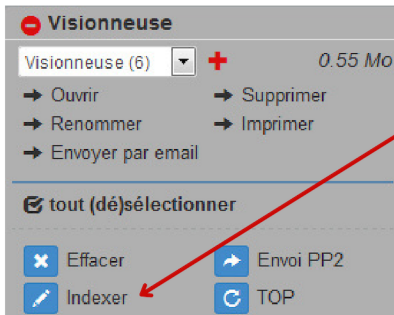 Visionneuse
Visionneuse (6) 0.55 Mo
Ouvrir Supprimer
Renommer Imprimer
Envoyer par email
tout (dé)sélectionner
Effacer Envoi PP2
Indexer TOP